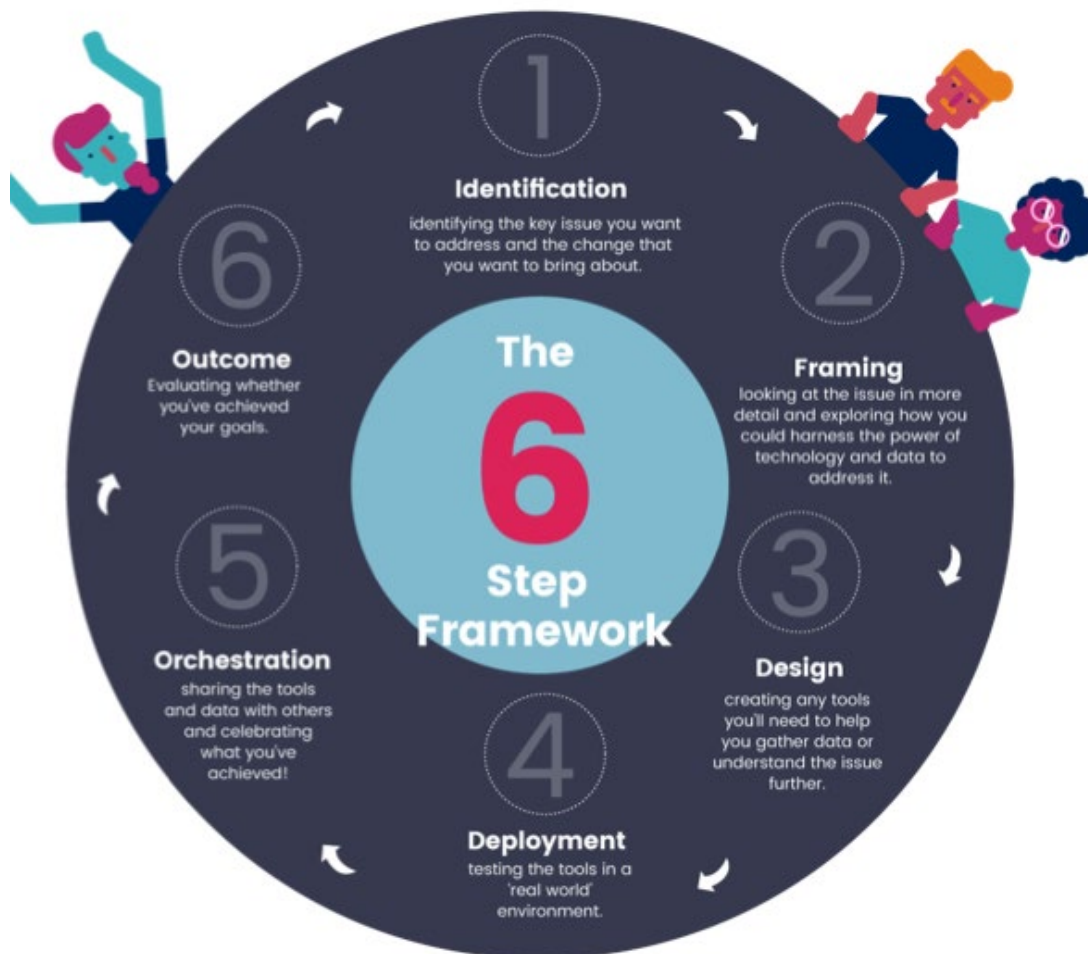 The
6
Step
Framework
1
Identification
identifying the key issue you want
to address and the change that
you want to bring about.
2
Framing
looking at the issue in more
detail and exploring how you
could harness the power of
technology and data to
address it.
3
Design
creating any tools
you'll need to help
you gather data or
understand the issue
further.
4
Deployment
testing the tools in a
'real world'
environment.
5
Orchestration
sharing the tools
and data with others
and celebrating
what you've
achieved!
6
Outcome
Evaluating whether
you've achieved
your goals.